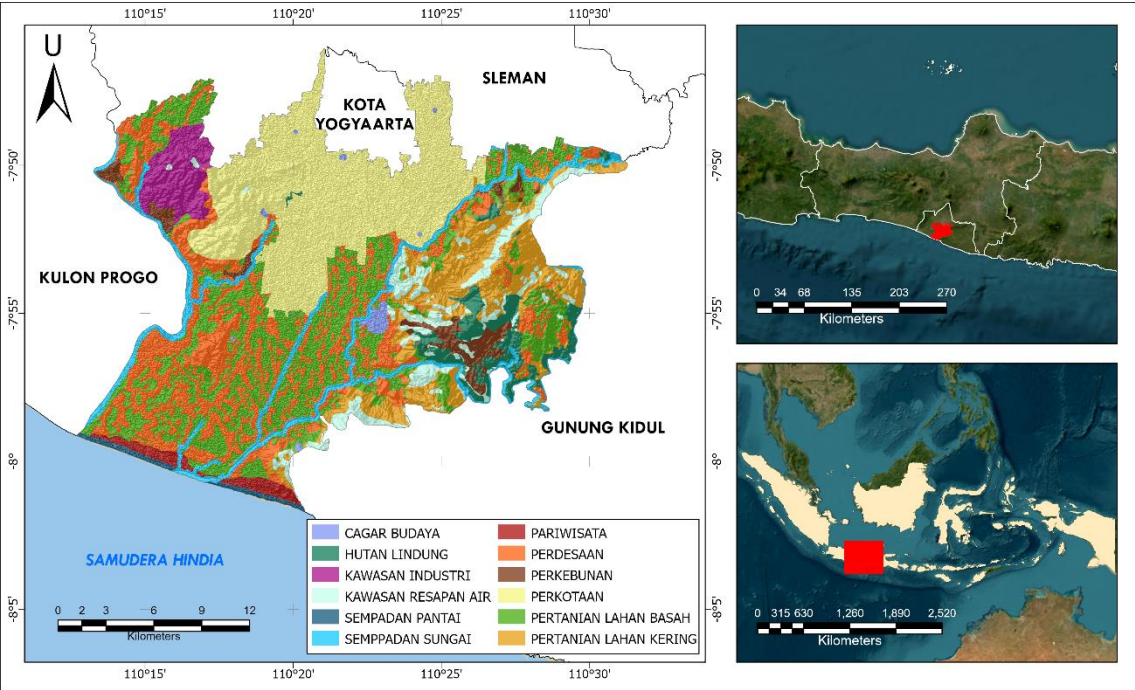 110°15' 110°20' 110°25' 110°30'
U
SLEMAN
KOTA
YOGYAARTA
-7°50' -7°50'
KULON PROGO
-7°55' -7°55'
GUNUNG KIDUL
-8° -8°
SAMUDERA HINDIA
-8°5' -8°5'
0 2 3 6 9 12
Kilometers
CAGAR BUDAYA
HUTAN LINDUNG
KAWASAN INDUSTRI
KAWASAN RESAPAN AIR
SEMPADAN PANTAI
SEMPPADAN SUNGAI
PARIWISATA
PERDESAAN
PERKEBUNAN
PERKOTAAN
PERTANIAN LAHAN BASAH
PERTANIAN LAHAN KERING
110°15' 110°20' 110°25' 110°30'
0 34 68 135 203 270
Kilometers
0 315 630 1,260 1,890 2,520
Kilometers